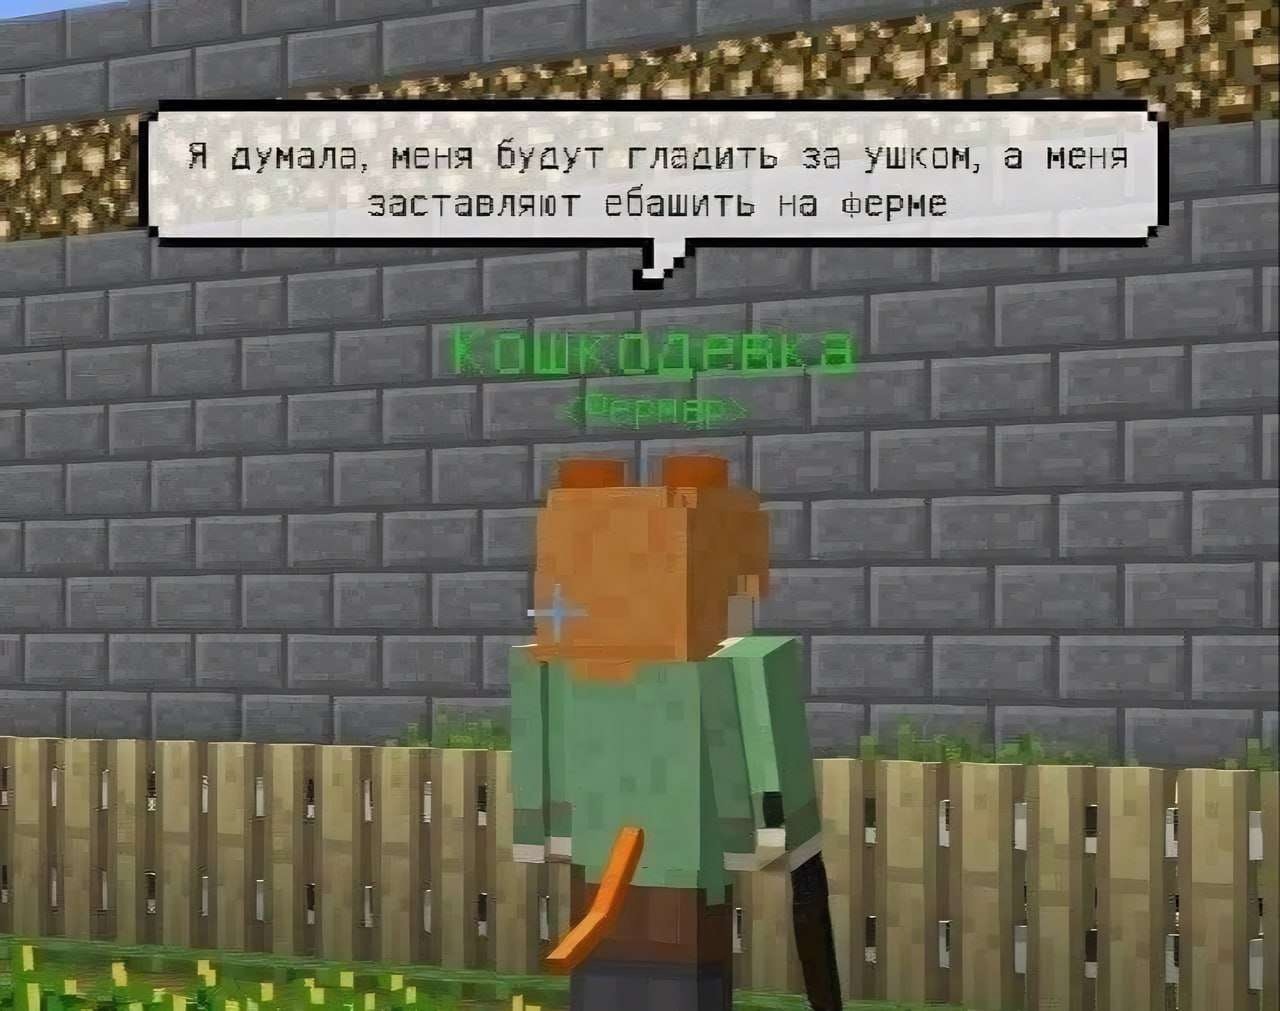 Я думала, меня будут гладить за ушком, а меня
заставляют ебашить на ферме
Кошкодевка
<Фермер>